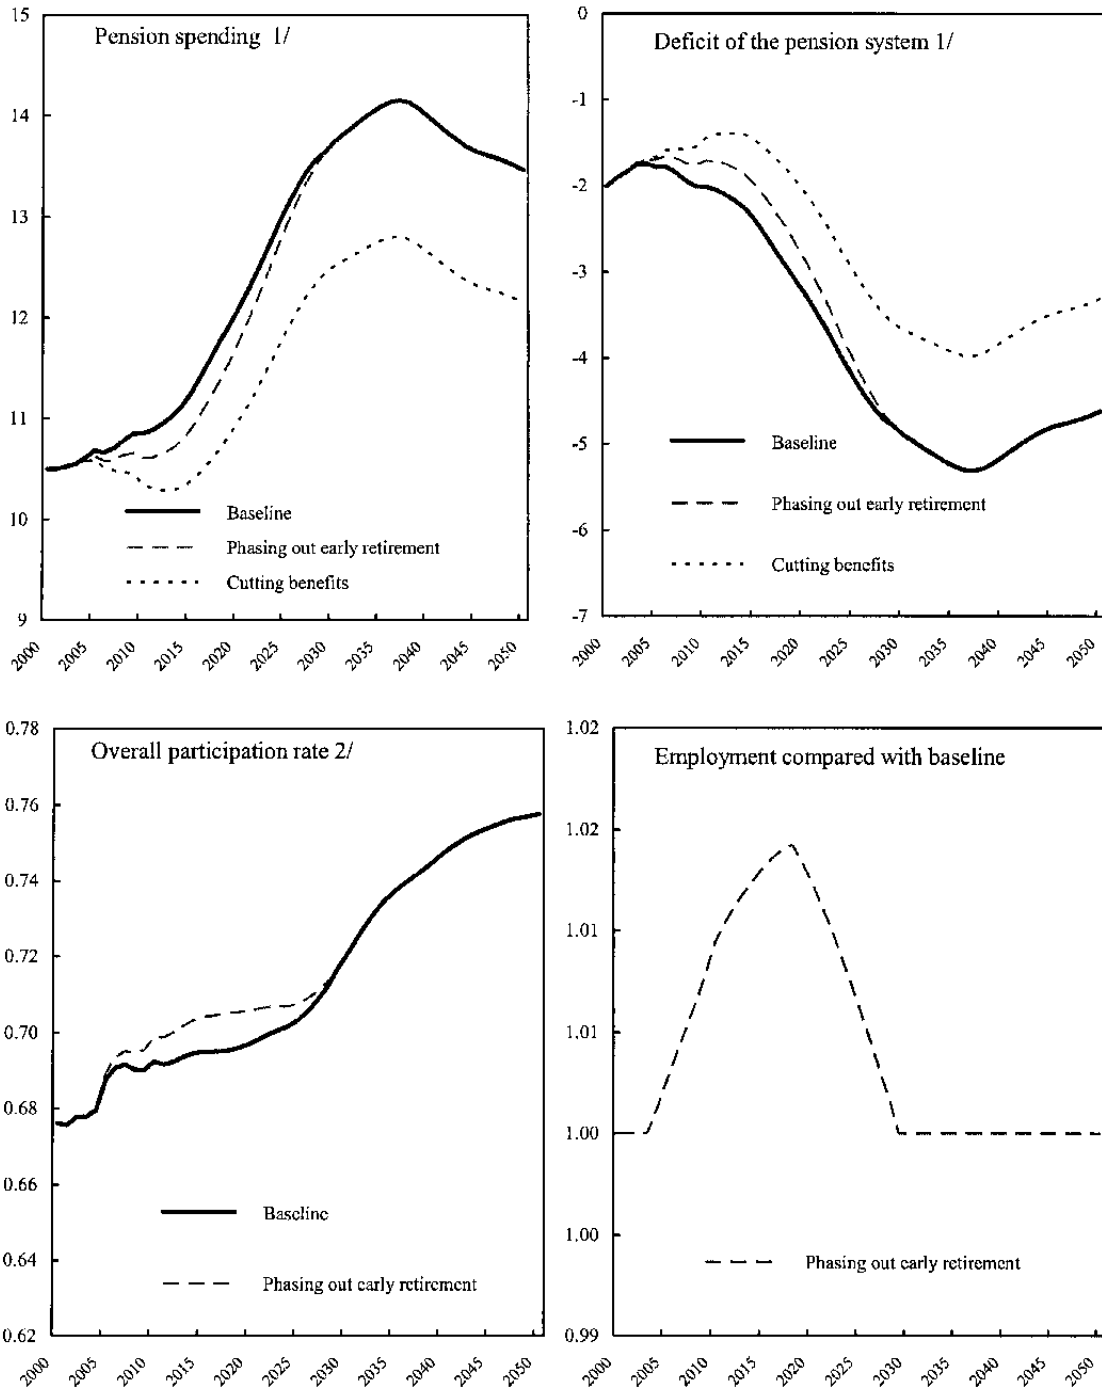 Pension spending 1/
15
14
13
12
11
10
9
Baseline
Phasing out early retirement
Cutting benefits
2000 2005 2010 2015 2020 2025 2030 2035 2040 2045 2050
Deficit of the pension system 1/
0
-1
-2
-3
-4
-5
-6
-7
Baseline
Phasing out early retirement
Cutting benefits
2000 2005 2010 2015 2020 2025 2030 2035 2040 2045 2050
Overall participation rate 2/
0.78
0.76
0.74
0.72
0.70
0.68
0.66
0.64
0.62
Baseline
Phasing out early retirement
2000 2005 2010 2015 2020 2025 2030 2035 2040 2045 2050
Employment compared with baseline
1.02
1.02
1.01
1.01
1.00
1.00
0.99
Phasing out early retirement
2000 2005 2010 2015 2020 2025 2030 2035 2040 2045 2050